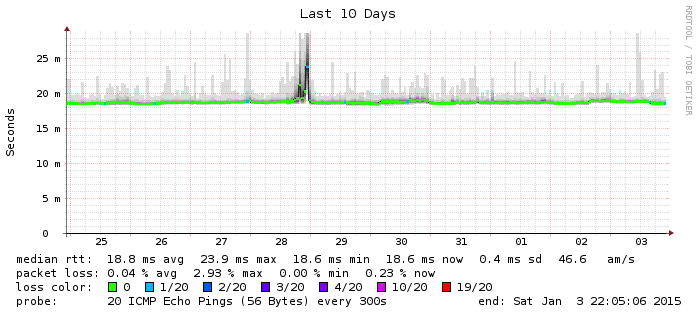 Last 10 Days
RRDTOOL / TOBI OETIKER
Seconds
25 m
20 m
15 m
10 m
5 m
0
25 26 27 28 29 30 31 01 02 03
median rtt: 18.8 ms avg 23.9 ms max 18.6 ms min 18.6 ms now 0.4 ms sd 46.6 am/s
packet loss: 0.04 % avg 2.93 % max 0.00 % min 0.23 % now
loss color: 0 1/20 2/20 3/20 4/20 10/20 19/20
probe: 20 ICMP Echo Pings (56 Bytes) every 300s end: Sat Jan 3 22:05:06 2015